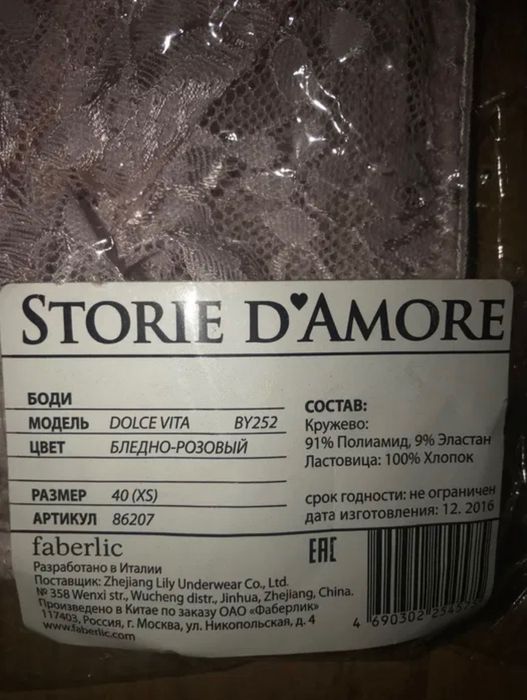 STORIE D'AMORE
БОДИ
МОДЕЛЬ DOLCE VITA BY252
ЦВЕТ БЛЕДНО-РОЗОВЫЙ
РАЗМЕР 40 (XS)
АРТИКУЛ 86207
СОСТАВ:
Кружево:
91% Полиамид, 9% Эластан
Ластовица: 100% Хлопок
срок годности: не ограничен
дата изготовления: 12. 2016
faberlic
Разработано в Италии
Поставщик: Zhejiang Lily Underwear Co., Ltd.
№ 358 Wenxi str., Wucheng distr., Jinhua, Zhejiang, China.
Произведено в Китае по заказу ОАО «Фаберлик»
117403, Россия, г. Москва, ул. Никопольская, д. 4
www.faberlic.com
EAC
4 690302